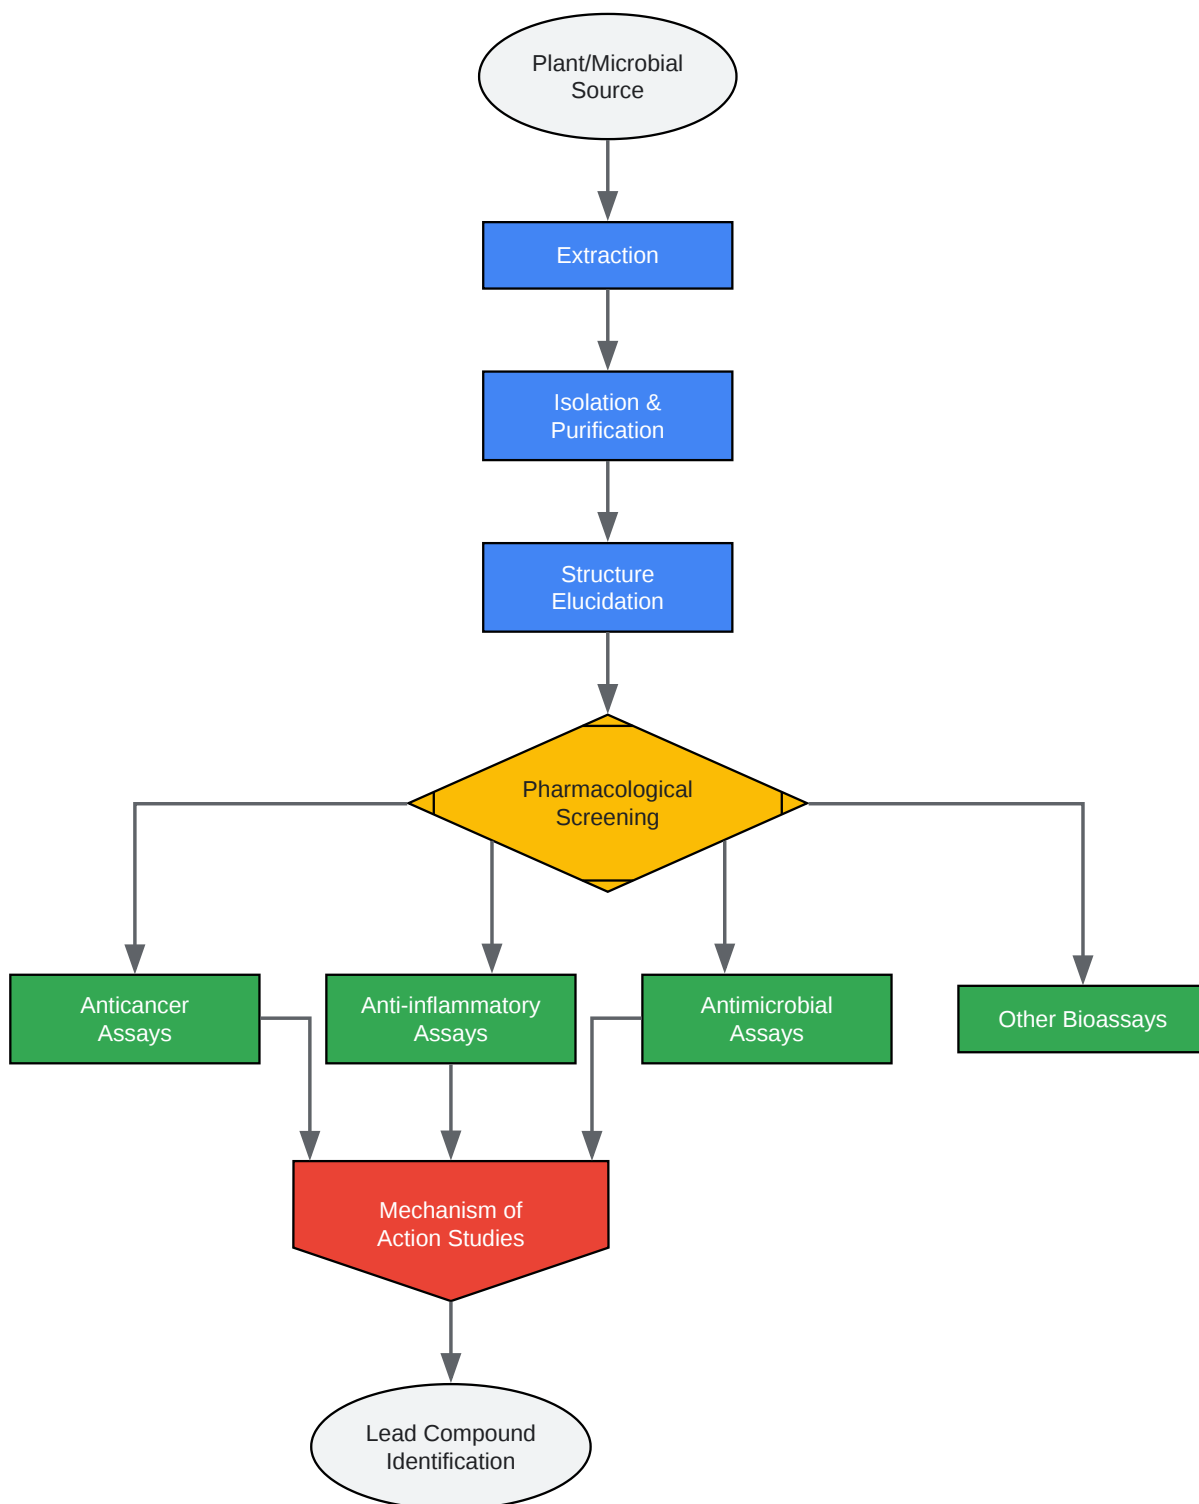 Plant/Microbial
Source
Extraction
Isolation &
Purification
Structure
Elucidation
Pharmacological
Screening
Anticancer
Assays
Anti-inflammatory
Assays
Antimicrobial
Assays
Other Bioassays
Mechanism of
Action Studies
Lead Compound
Identification